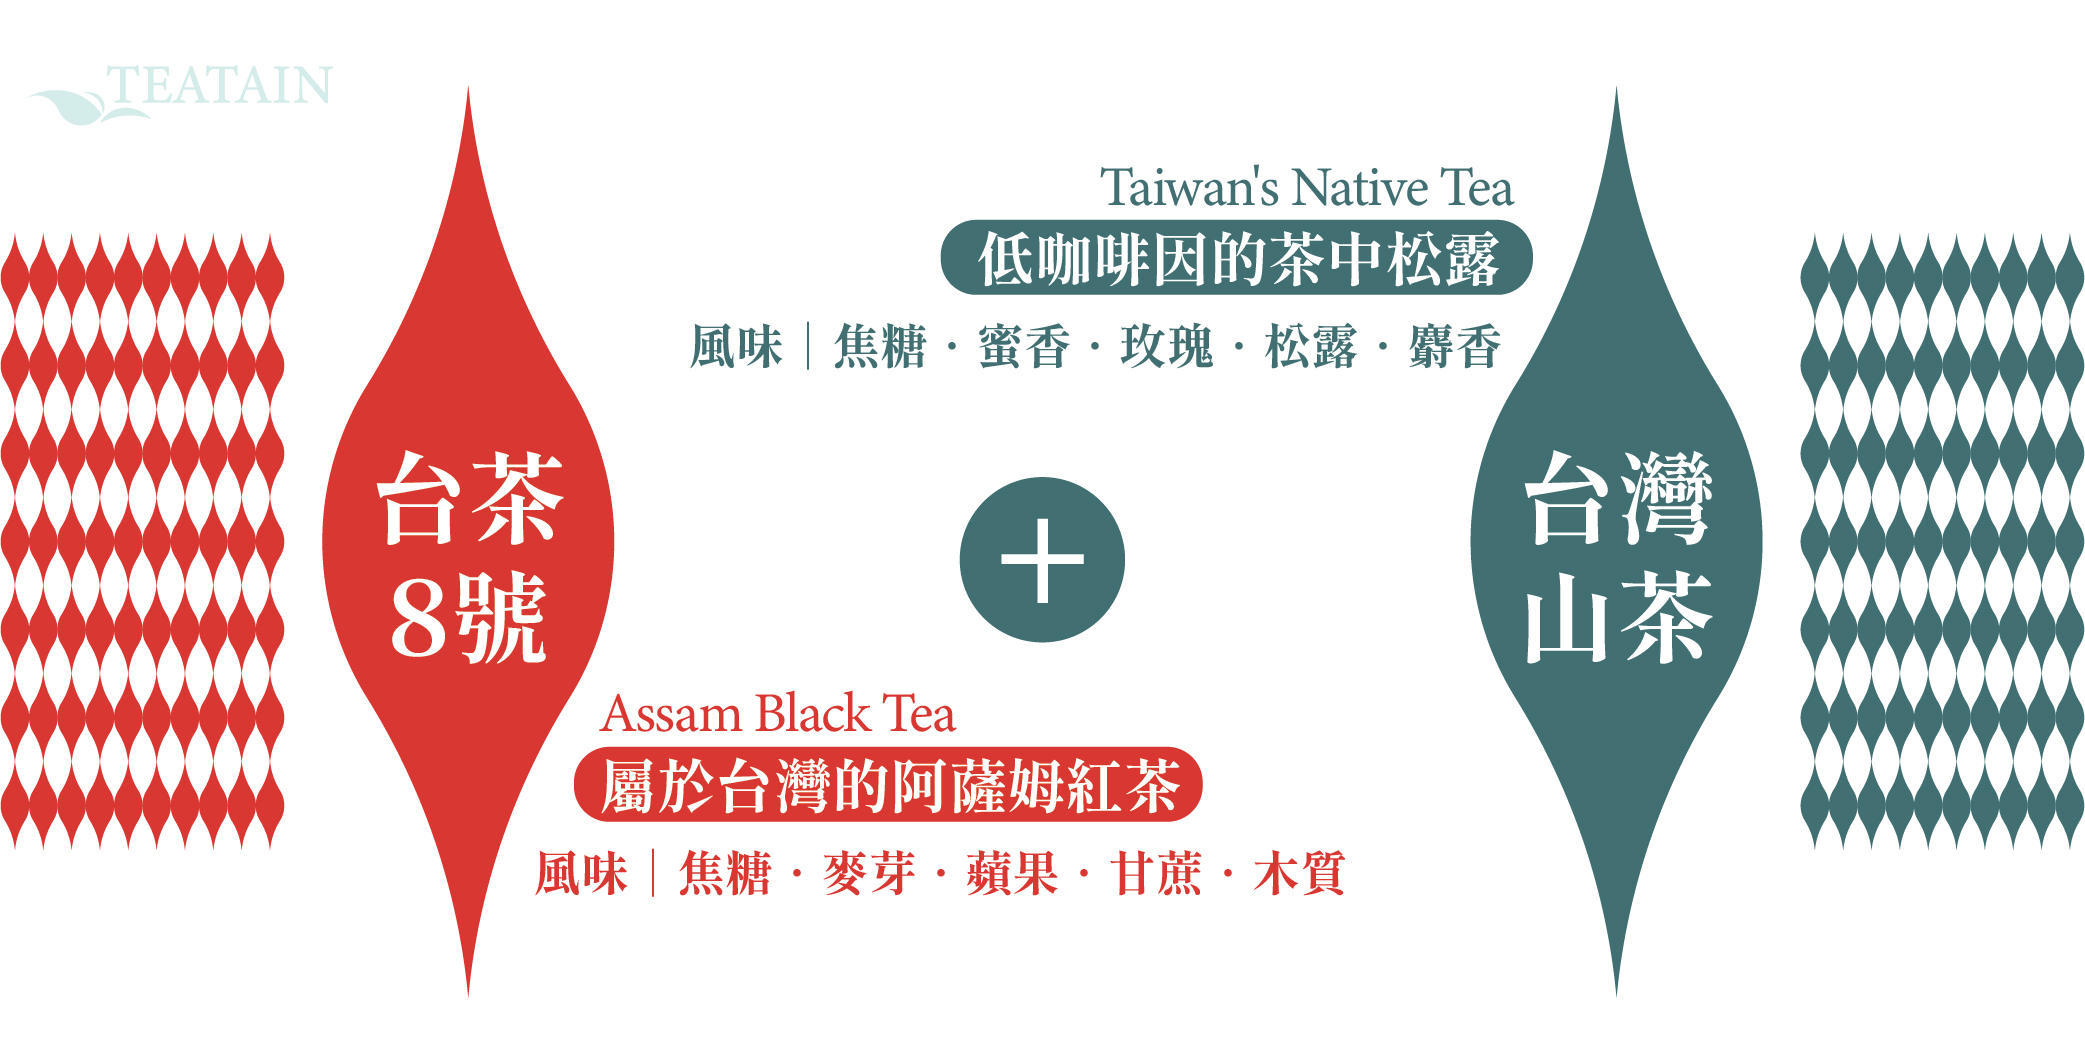 TEATAIN
台茶
8號
Assam Black Tea
屬於台灣的阿薩姆紅茶
風味｜焦糖・麥芽・蘋果・甘蔗・木質
+
Taiwan's Native Tea
低咖啡因的茶中松露
風味｜焦糖・蜜香・玫瑰・松露・麝香
台灣
山茶